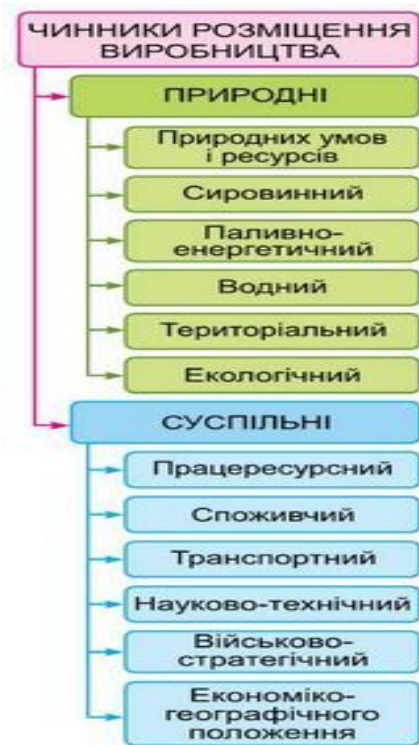 ЧИННИКИ РОЗМІЩЕННЯ
ВИРОБНИЦТВА
ПРИРОДНІ
Природних умов
і ресурсів
Сировинний
Паливно-
енергетичний
Водний
Територіальний
Екологічний
СУСПІЛЬНІ
Працересурсний
Споживчий
Транспортний
Науково-технічний
Військово-
стратегічний
Економіко-
географічного
положення